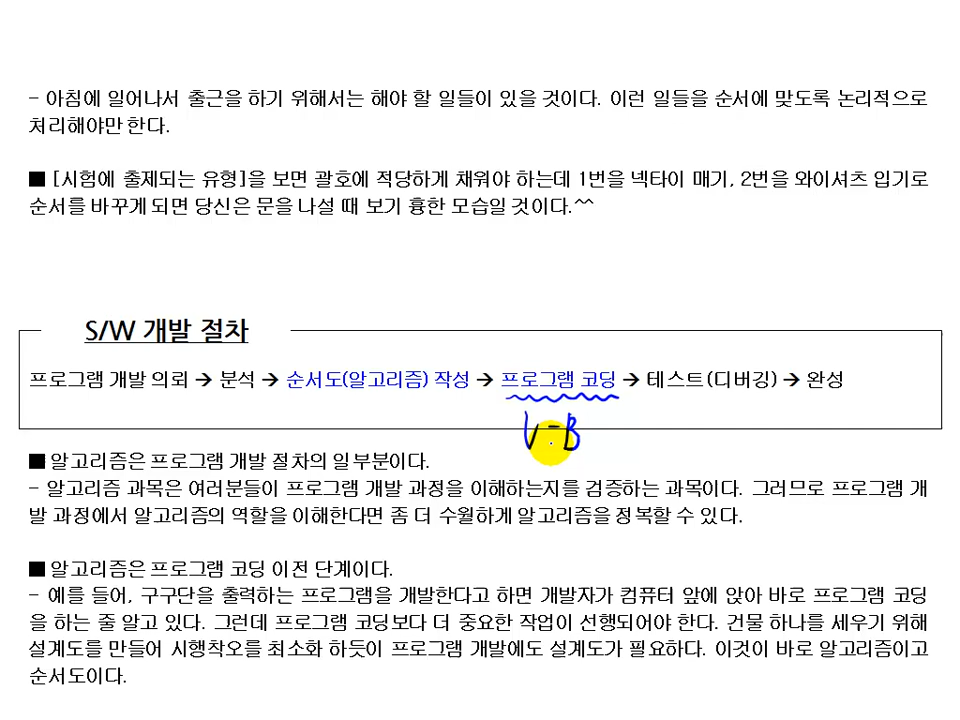 - 아침에 일어나서 출근을 하기 위해서는 해야 할 일들이 있을 것이다. 이런 일들을 순서에 맞도록 논리적으로
처리해야만 한다.
■ [시험에 출제되는 유형]을 보면 괄호에 적당하게 채워야 하는데 1번을 넥타이 매기, 2번을 와이셔츠 입기로
순서를 바꾸게 되면 당신은 문을 나설 때 보기 흉한 모습일 것이다.^^
S/W 개발 절차
프로그램 개발 의뢰 → 분석 → 순서도(알고리즘) 작성 → 프로그램 코딩 → 테스트(디버깅) → 완성
V-B
■ 알고리즘은 프로그램 개발 절차의 일부분이다.
- 알고리즘 과목은 여러분들이 프로그램 개발 과정을 이해하는지를 검증하는 과목이다. 그러므로 프로그램 개
발 과정에서 알고리즘의 역할을 이해한다면 좀 더 수월하게 알고리즘을 정복할 수 있다.
■ 알고리즘은 프로그램 코딩 이전 단계이다.
- 예를 들어, 구구단을 출력하는 프로그램을 개발한다고 하면 개발자가 컴퓨터 앞에 앉아 바로 프로그램 코딩
을 하는 줄 알고 있다. 그런데 프로그램 코딩보다 더 중요한 작업이 선행되어야 한다. 건물 하나를 세우기 위해
설계도를 만들어 시행착오를 최소화 하듯이 프로그램 개발에도 설계도가 필요하다. 이것이 바로 알고리즘이고
순서도이다.